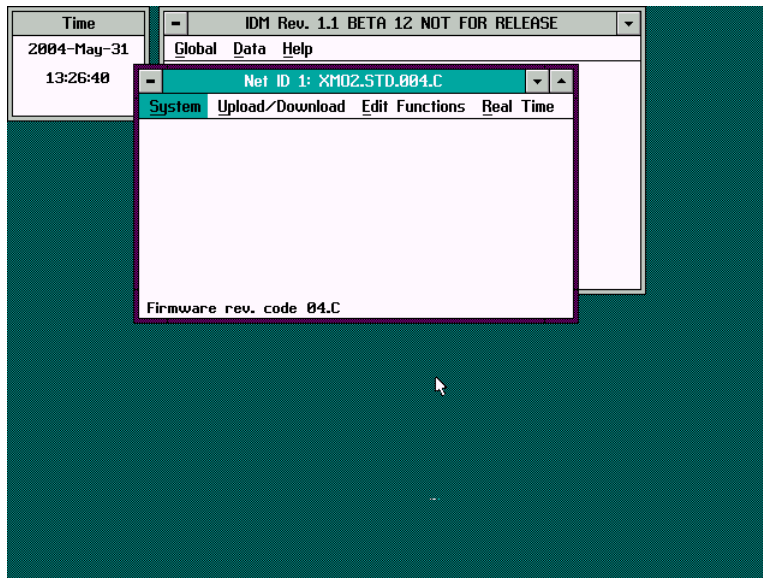 Time
2004-May-31
13:26:40
IDM Rev. 1.1 BETA 12 NOT FOR RELEASE
Global Data Help
Net ID 1: XMO2.STD.004.C
System Upload/Download Edit Functions Real Time
Firmware rev. code 04.C